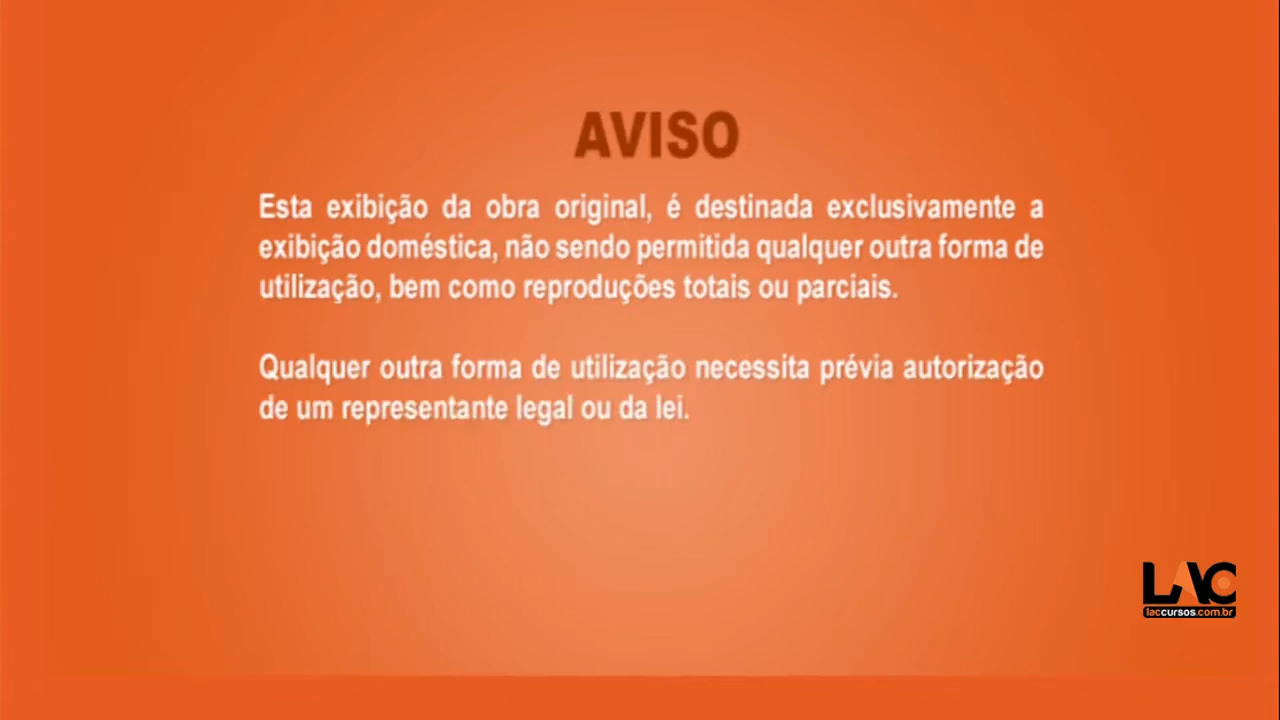 AVISO
Esta exibição da obra original, é destinada exclusivamente a
exibição doméstica, não sendo permitida qualquer outra forma de
utilização, bem como reproduções totais ou parciais.
Qualquer outra forma de utilização necessita prévia autorização
de um representante legal ou da lei.
LAC
laccursos.com.br